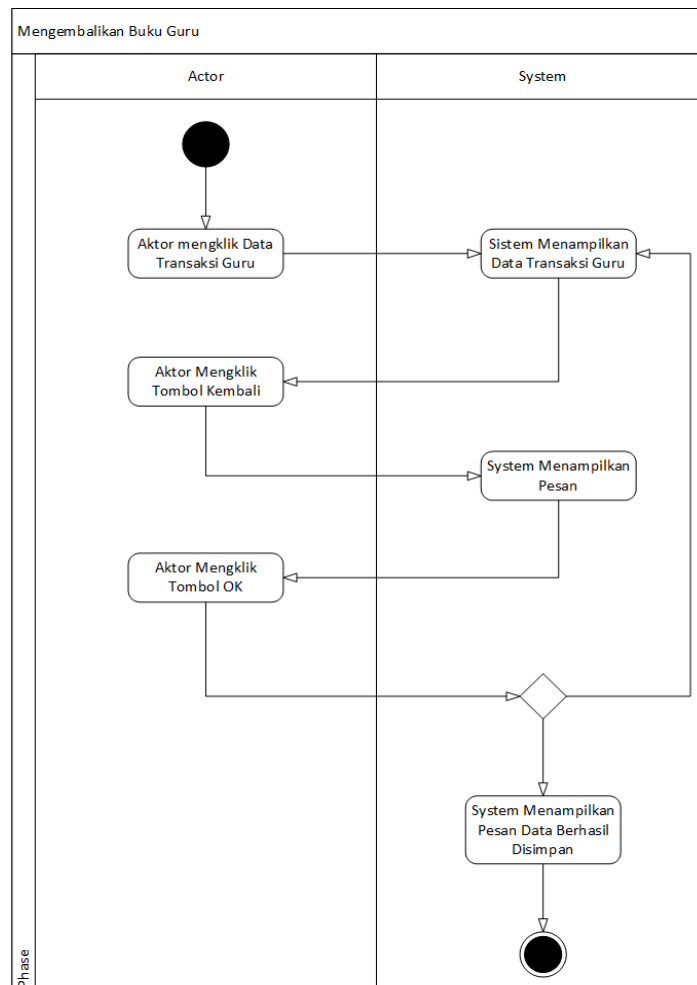 Mengembalikan Buku Guru
Actor
System
Aktor mengklik Data
Transaksi Guru
Sistem Menampilkan
Data Transaksi Guru
Aktor Mengklik
Tombol Kembali
System Menampilkan
Pesan
Aktor Mengklik
Tombol OK
System Menampilkan
Pesan Data Berhasil
Disimpan
Phase